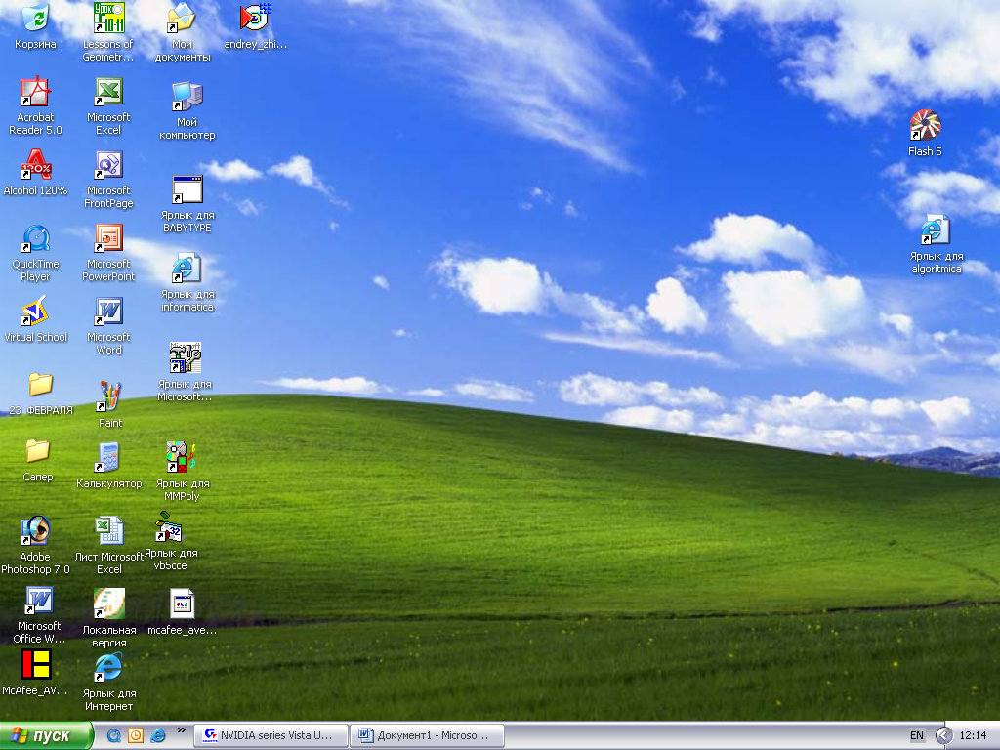 Корзина
Acrobat
Reader 5.0
Alcohol 120%
QuickTime
Player
Virtual School
23 ФЕВРАЛЯ
Сапер
Adobe
Photoshop 7.0
Microsoft
Office W...
McAfee_AV...
Lessons of
Geometr...
Microsoft
Excel
Microsoft
FrontPage
Microsoft
PowerPoint
Microsoft
Word
Paint
Калькулятор
Лист Microsoft
Excel
Локальная
версия
Ярлык для
Интернет
Мои
документы
Мой
компьютер
Ярлык для
BABYTYPE
Ярлык для
informatica
Ярлык для
Microsoft...
Ярлык для
MMPoly
Ярлык для
vb5cce
mcafee_ave...
andrey_zhi...
Flash 5
Ярлык для
algoritmica
пуск
NVIDIA series Vista U...
Документ1 - Microso...
EN
12:14